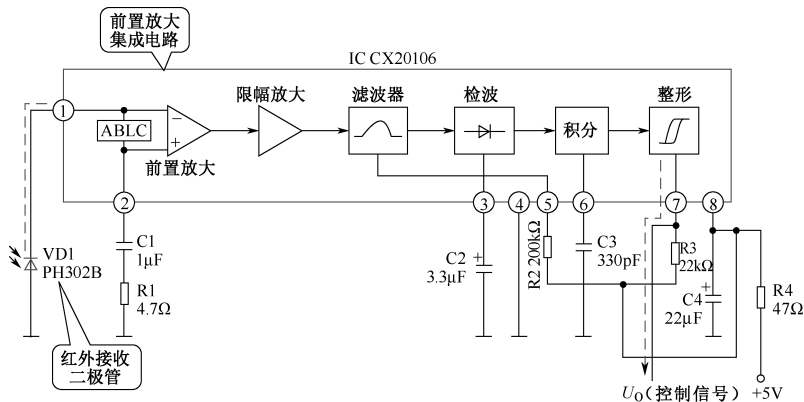 前置放大
集成电路
IC CX20106
限幅放大
滤波器
检波
整形
1
ABLC
−
+
前置放大
积分
2
3
4
5
6
7
8
VD1
PH302B
C1
1μF
R1
4.7Ω
C2
3.3μF
+
R2 200kΩ
C3
330pF
R3
22kΩ
+
C4
22μF
R4
47Ω
红外接收
二极管
UO(控制信号)
+5V